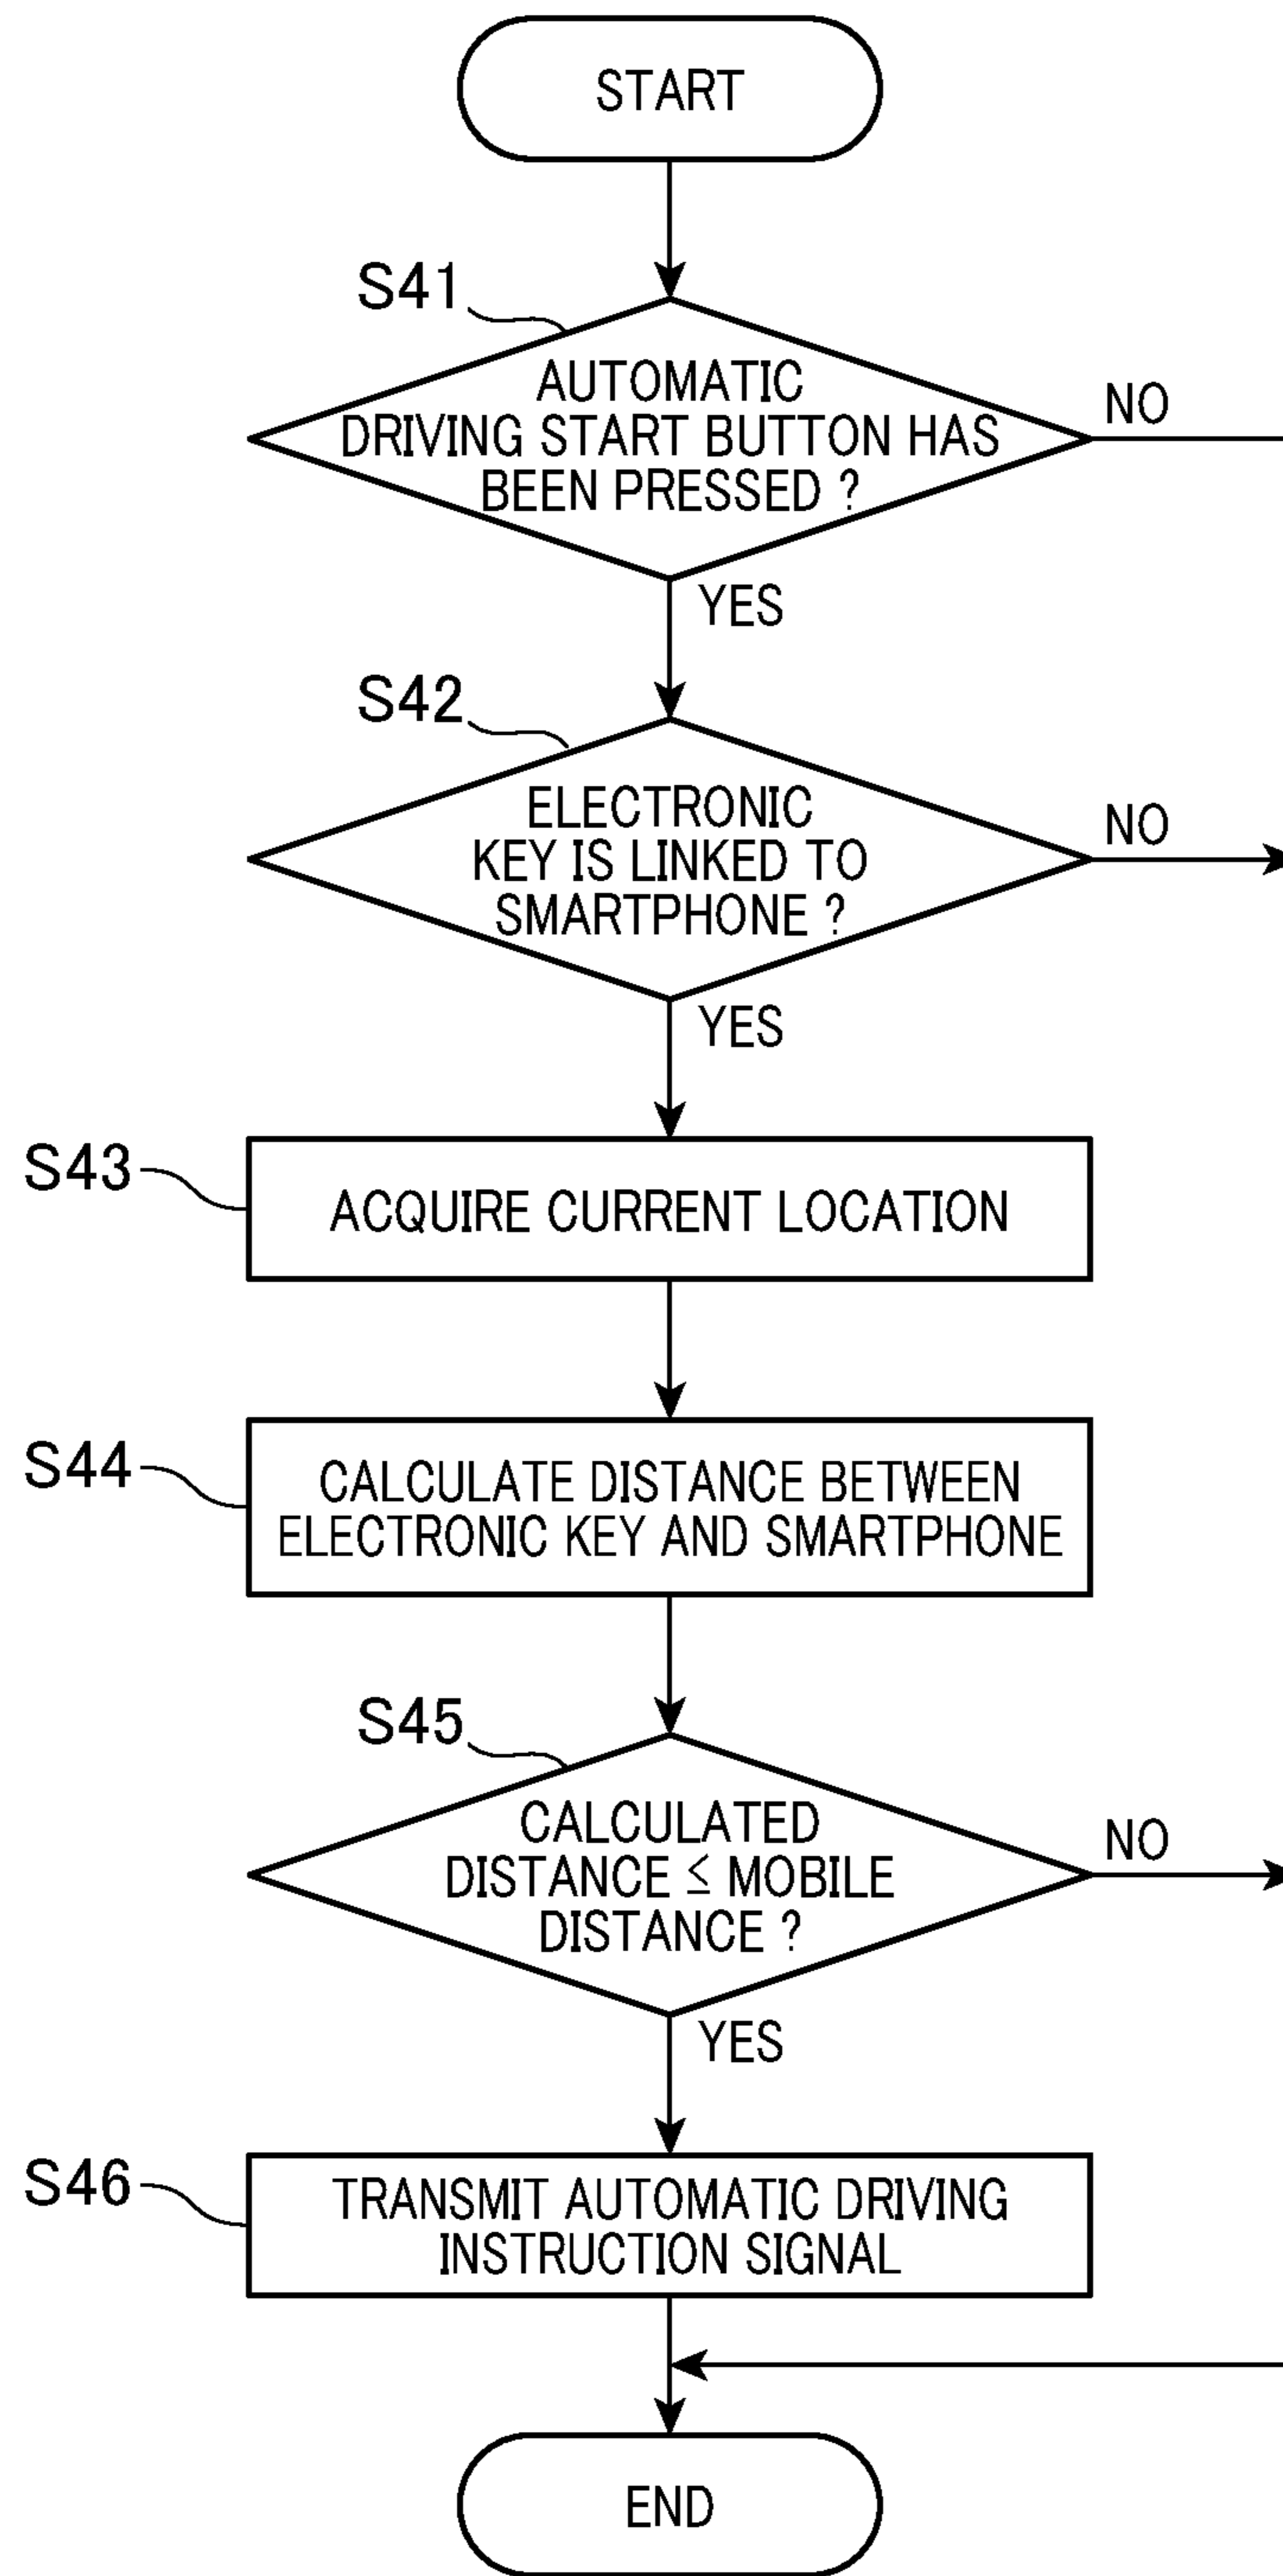 START
S41
AUTOMATIC
DRIVING START BUTTON HAS
BEEN PRESSED ?
NO
YES
S42
ELECTRONIC
KEY IS LINKED TO
SMARTPHONE ?
NO
YES
S43
ACQUIRE CURRENT LOCATION
S44
CALCULATE DISTANCE BETWEEN
ELECTRONIC KEY AND SMARTPHONE
S45
CALCULATED
DISTANCE ≤ MOBILE
DISTANCE ?
NO
YES
S46
TRANSMIT AUTOMATIC DRIVING
INSTRUCTION SIGNAL
END